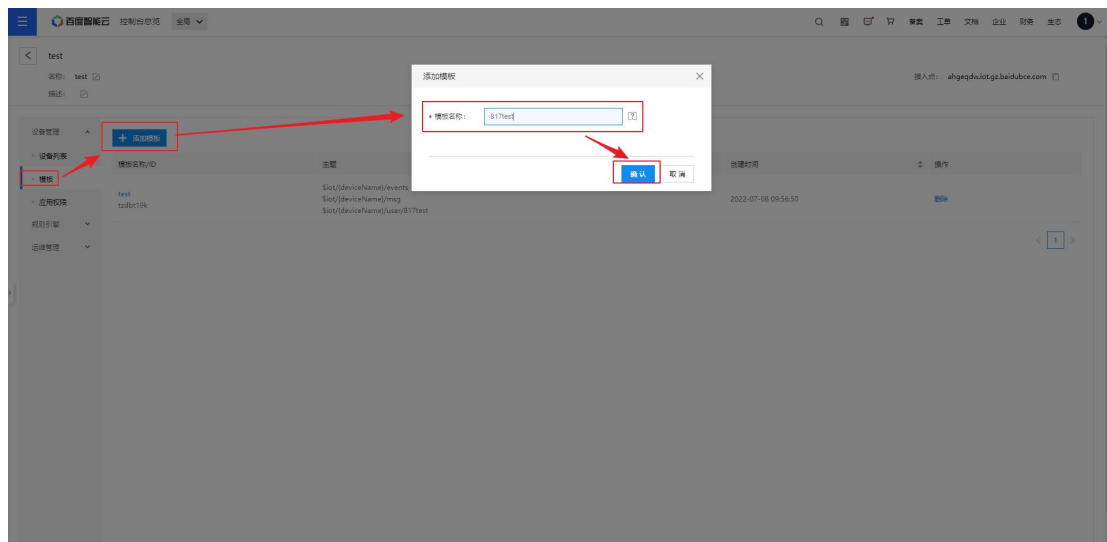 百度智能云 控制台总览 全局 备案 工单 文档 企业 财务 生态 1
test
名称: test 接入点: ahgeqdw.iot.gz.baidubce.com
描述:
添加模板
* 模板名称: 817test ?
确认 取消
设备管理
设备列表
模板
应用权限
规则引擎
运维管理
+ 添加模板
模板名称/ID 主题 创建时间 操作
test
tzdbt19k
$iot/{deviceName}/events
$iot/{deviceName}/msg
$iot/{deviceName}/user/817test
2022-07-08 09:56:50 删除
< 1 >